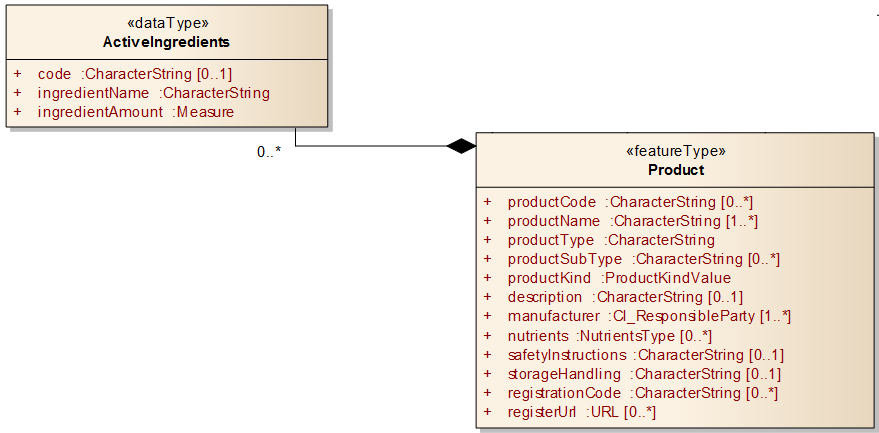 «dataType»
ActiveIngredients
+ code :CharacterString [0..1]
+ ingredientName :CharacterString
+ ingredientAmount :Measure
0..*
«featureType»
Product
+ productCode :CharacterString [0..*]
+ productName :CharacterString [1..*]
+ productType :CharacterString
+ productSubType :CharacterString [0..*]
+ productKind :ProductKindValue
+ description :CharacterString [0..1]
+ manufacturer :CI_ResponsibleParty [1..*]
+ nutrients :NutrientsType [0..*]
+ safetyInstructions :CharacterString [0..1]
+ storageHandling :CharacterString [0..1]
+ registrationCode :CharacterString [0..*]
+ registerUrl :URL [0..*]